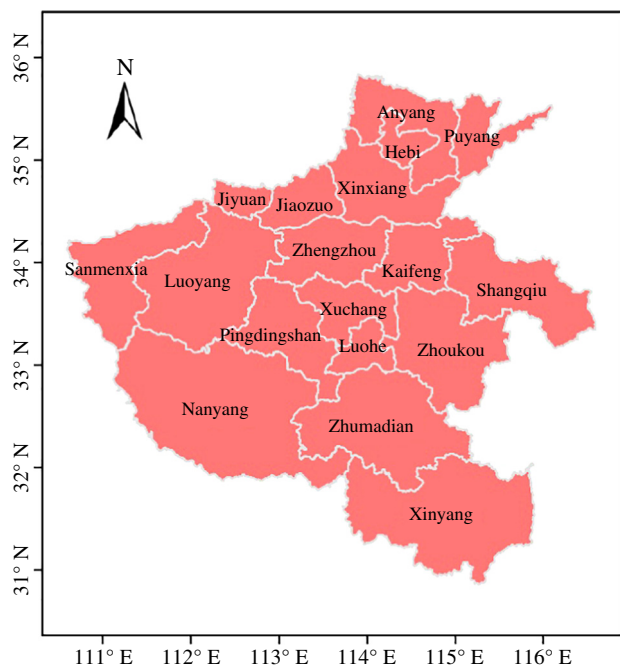 N
36° N
35° N
34° N
33° N
32° N
31° N
Anyang
Puyang
Hebi
Xinxiang
Jiyuan
Jiaozuo
Zhengzhou
Kaifeng
Sanmenxia
Luoyang
Shangqiu
Xuchang
Pingdingshan
Luohe
Zhoukou
Nanyang
Zhumadian
Xinyang
111° E 112° E 113° E 114° E 115° E 116° E